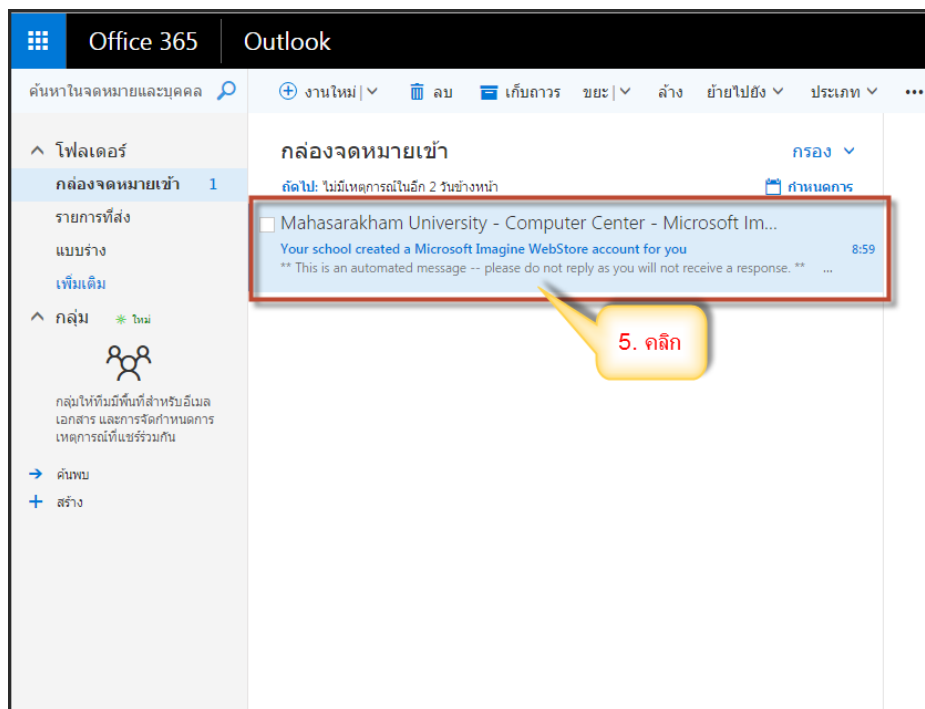 Office 365 Outlook
ค้นหาในจดหมายและบุคคล
งานใหม่ | ลบ เก็บถาวร ขยะ | ล้าง ย้ายไปยัง ประเภท •••
โฟลเดอร์
กล่องจดหมายเข้า 1
รายการที่ส่ง
แบบร่าง
เพิ่มเติม
กลุ่ม ใหม่
กลุ่มให้ทีมมีพื้นที่สำหรับอีเมล
เอกสาร และการจัดกำหนดการ
เหตุการณ์ที่แชร์ร่วมกัน
ค้นพบ
สร้าง
กล่องจดหมายเข้า กรอง
ถัดไป: ไม่มีเหตุการณ์ในอีก 2 วันข้างหน้า กำหนดการ
Mahasarakham University - Computer Center - Microsoft Im...
Your school created a Microsoft Imagine WebStore account for you 8:59
** This is an automated message -- please do not reply as you will not receive a response. ** ...
5. คลิก